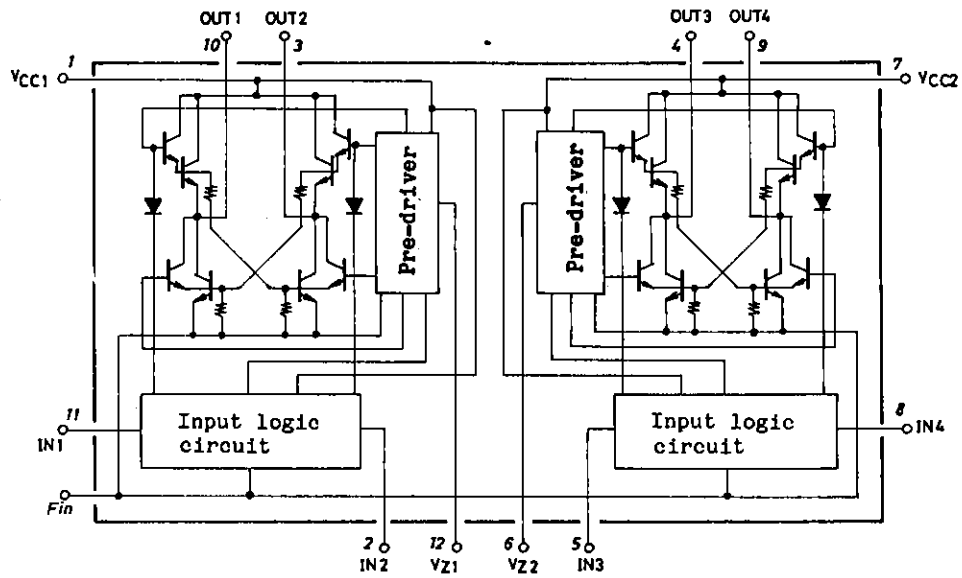 OUT1 OUT2 OUT3 OUT4
10 3 4 9
1 7
VCC1 VCC2
Pre-driver Pre-driver
11 Input logic circuit Input logic circuit 8
IN1 IN4
Fin
2 12 6 5
IN2 VZ1 VZ2 IN3